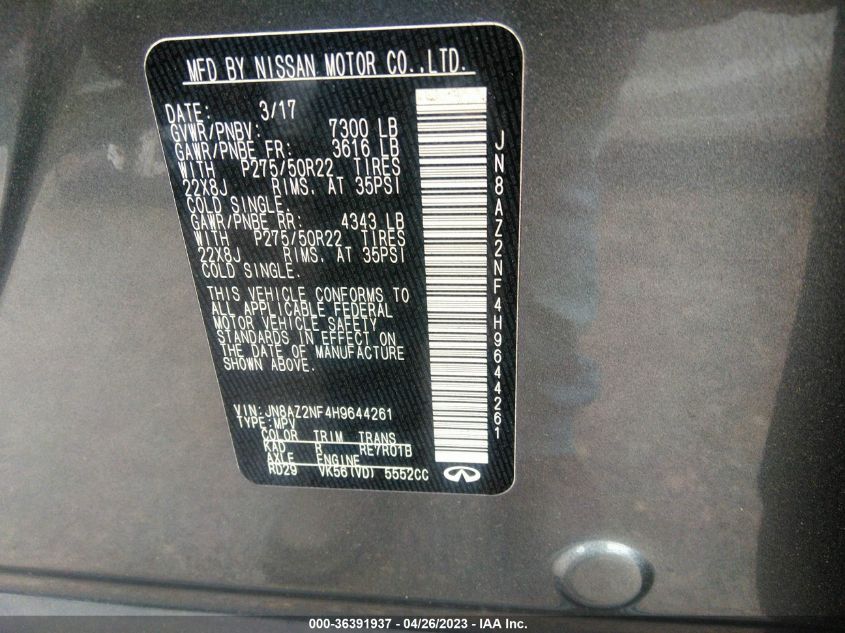 MFD BY NISSAN MOTOR CO.,LTD.
DATE: 3/17
GVWR/PNBV: 7300 LB
GAWR/PNBE FR: 3616 LB
WITH P275/50R22 TIRES
22X8J RIMS. AT 35PSI
COLD SINGLE.
GAWR/PNBE RR: 4343 LB
WITH P275/50R22 TIRES
22X8J RIMS. AT 35PSI
COLD SINGLE.
THIS VEHICLE CONFORMS TO
ALL APPLICABLE FEDERAL
MOTOR VEHICLE SAFETY
STANDARDS IN EFFECT ON
THE DATE OF MANUFACTURE
SHOWN ABOVE.
VIN:JN8AZ2NF4H9644261
TYPE:MPV
COLOR TRIM TRANS
KAD R RE7R01B
AXLE ENGINE
RD29 VK56(VD) 5552CC
JN8AZ2NF4H9644261
000-36391937 - 04/26/2023 - IAA Inc.